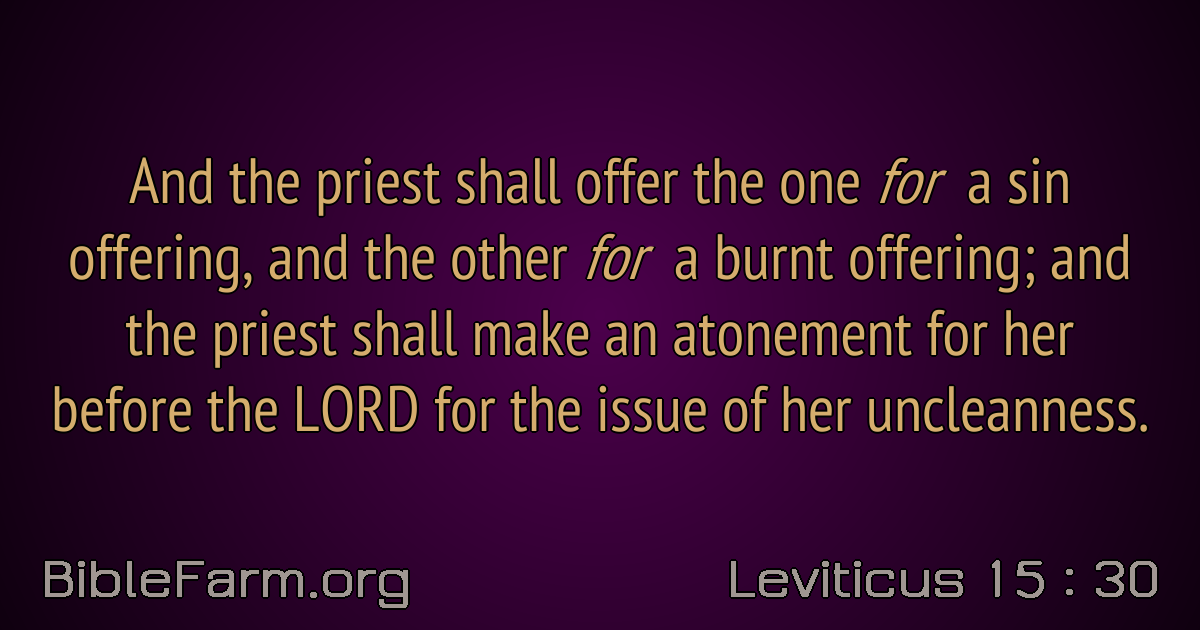 And the priest shall offer the one for a sin
offering, and the other for a burnt offering; and
the priest shall make an atonement for her
before the LORD for the issue of her uncleanness.
BibleFarm.org
Leviticus 15 : 30